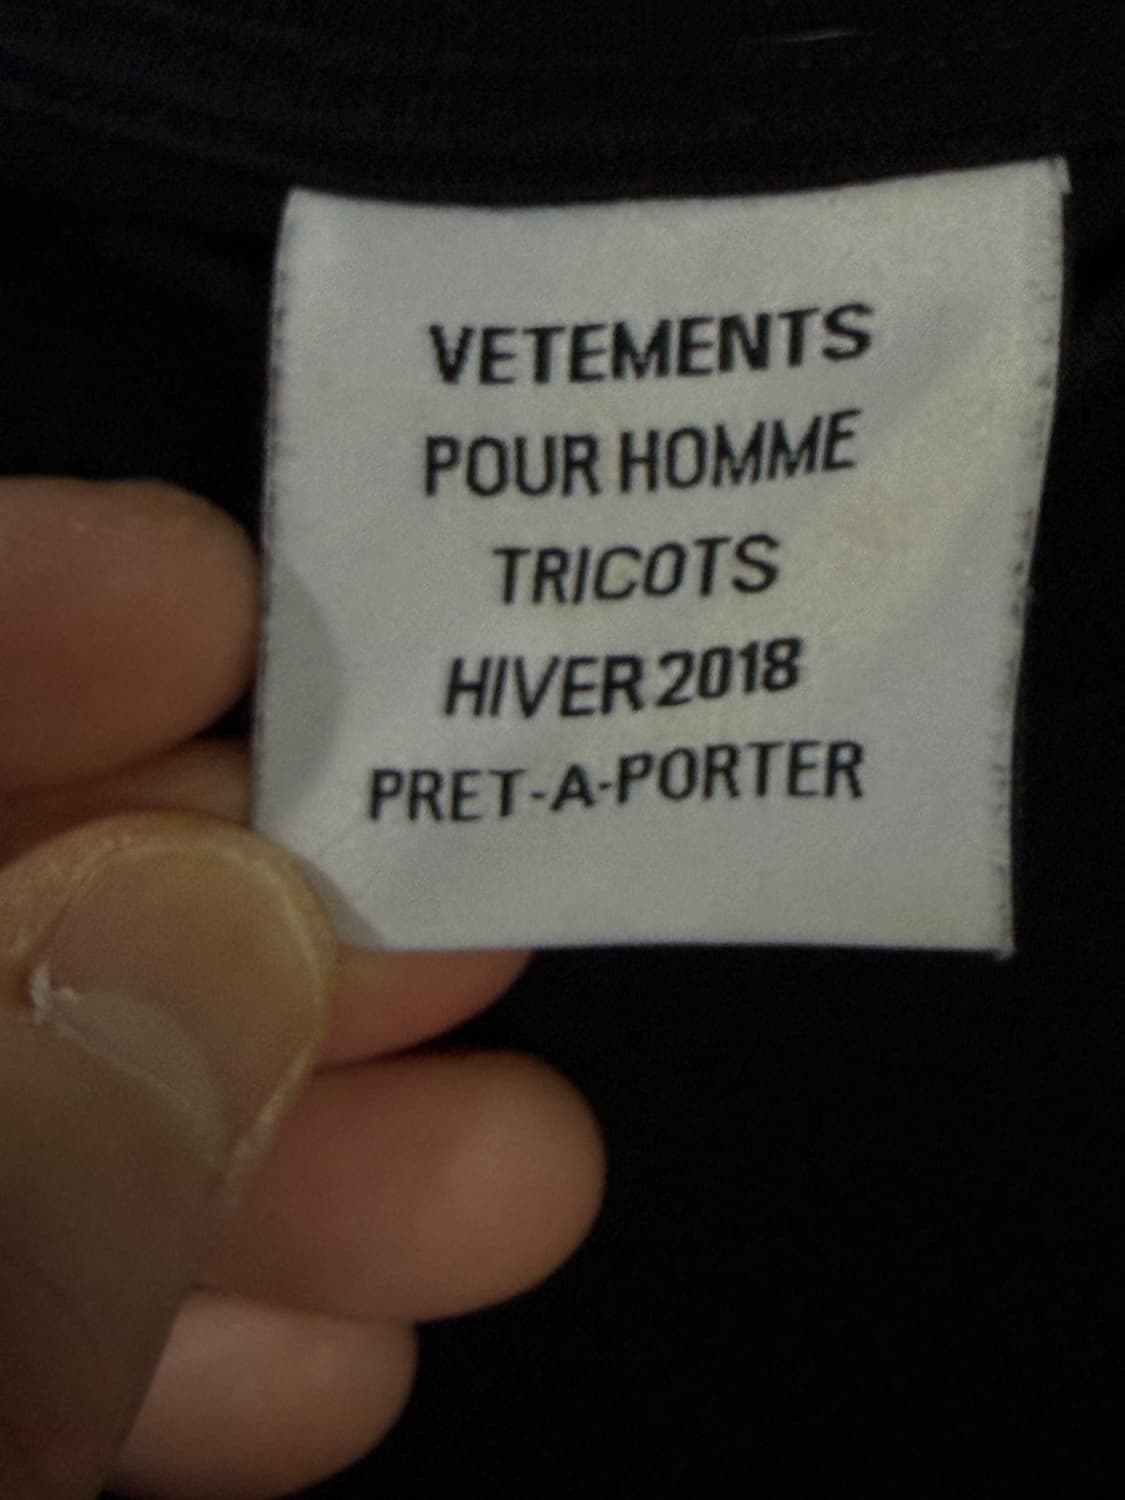 VETEMENTS
POUR HOMME
TRICOTS
HIVER 2018
PRET-A-PORTER